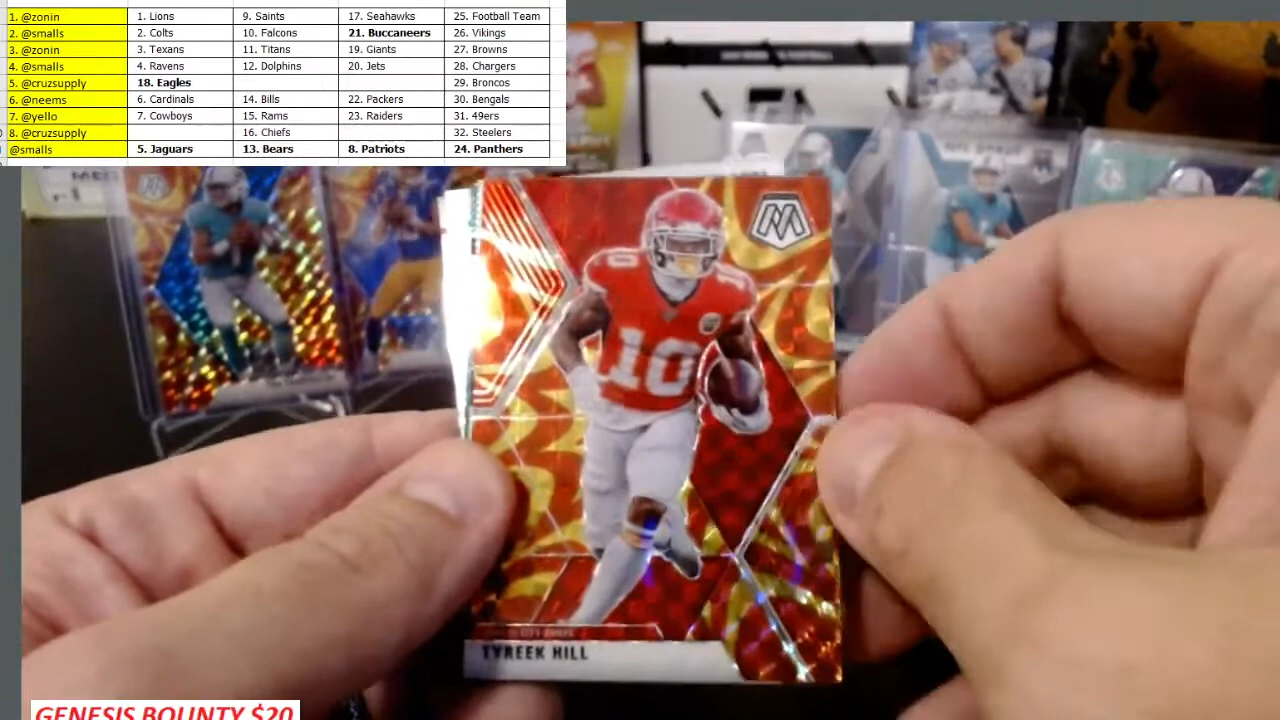 1. @zonin 1. Lions 9. Saints 17. Seahawks 25. Football Team
2. @smalls 2. Colts 10. Falcons 21. Buccaneers 26. Vikings
3. @zonin 3. Texans 11. Titans 19. Giants 27. Browns
4. @smalls 4. Ravens 12. Dolphins 20. Jets 28. Chargers
5. @cruzsupply 18. Eagles 29. Broncos
6. @neems 6. Cardinals 14. Bills 22. Packers 30. Bengals
7. @yello 7. Cowboys 15. Rams 23. Raiders 31. 49ers
8. @cruzsupply 16. Chiefs 32. Steelers
@smalls 5. Jaguars 13. Bears 8. Patriots 24. Panthers
10 10
10
TYREEK HILL
GENESIS BOUNTY $20